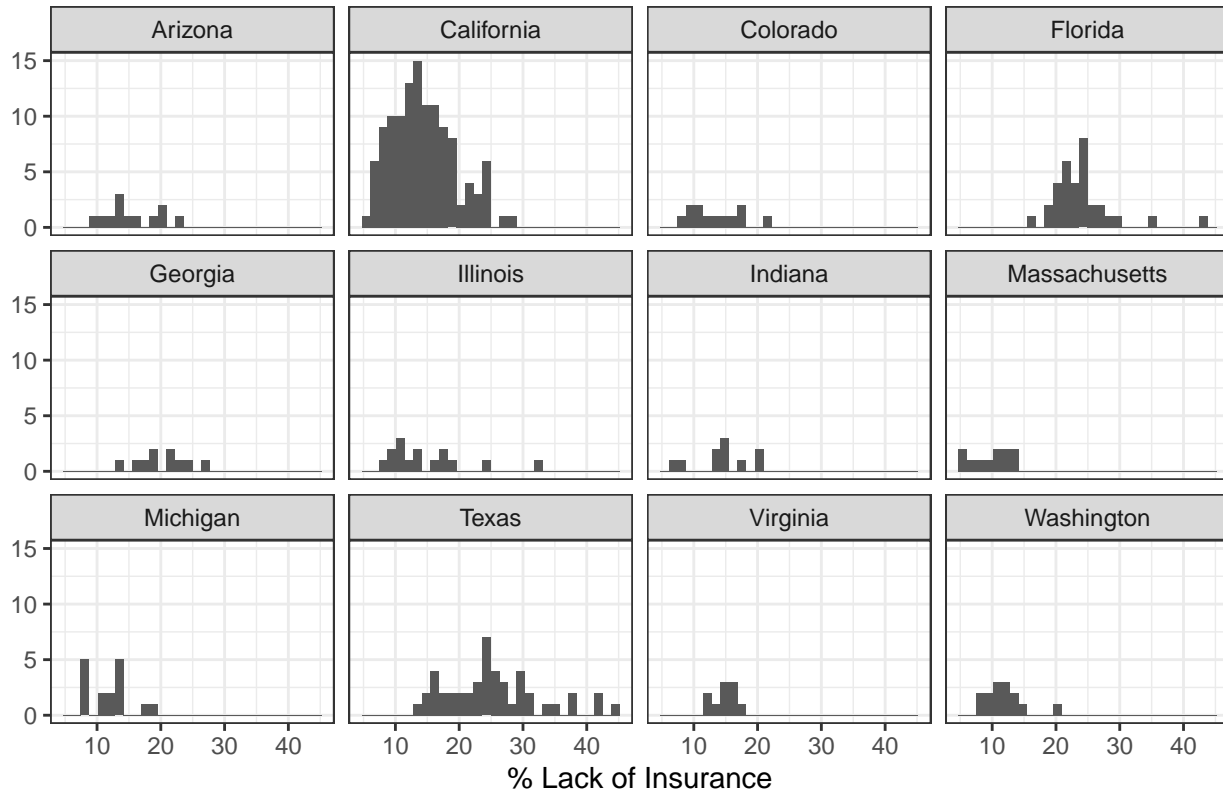 Arizona California Colorado Florida
15
10
5
0
Georgia Illinois Indiana Massachusetts
15
10
5
0
Michigan Texas Virginia Washington
15
10
5
0
10 20 30 40 10 20 30 40 10 20 30 40 10 20 30 40
% Lack of Insurance